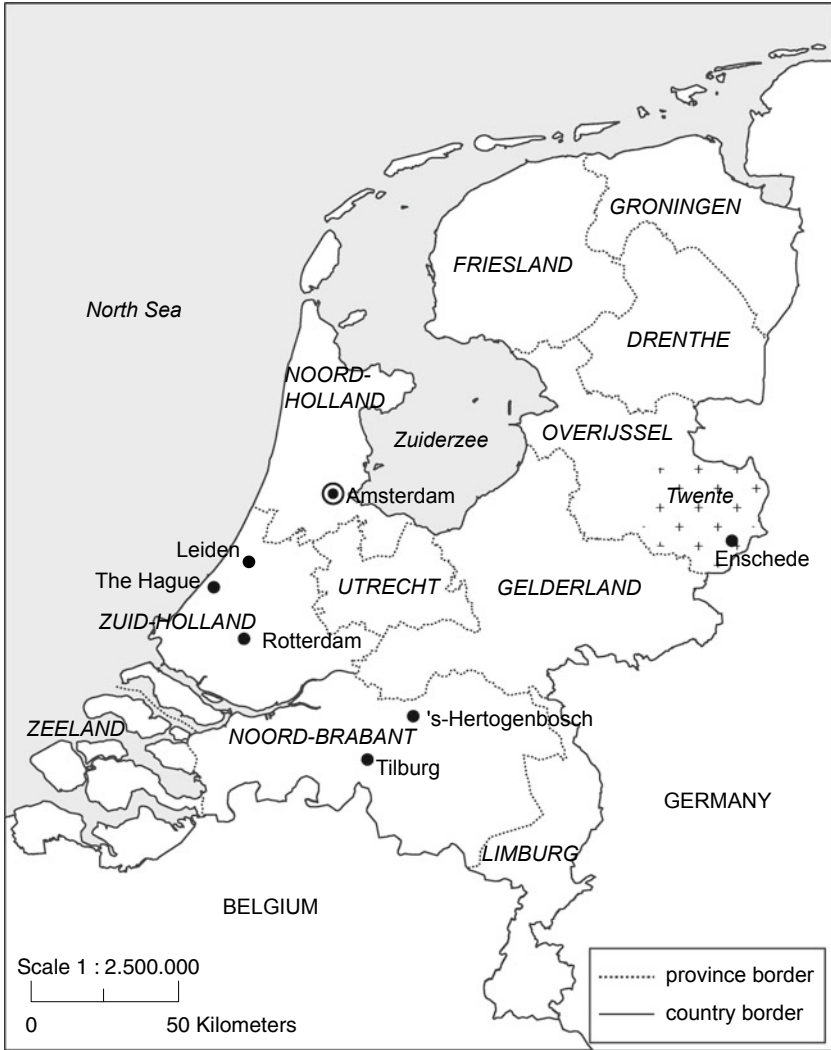 GRONINGEN
FRIESLAND
North Sea
DRENTHE
NOORD-
HOLLAND
OVERIJSSEL
Zuiderzee
Twente
Amsterdam
Leiden
Enschede
The Hague
UTRECHT
GELDERLAND
ZUID-HOLLAND
Rotterdam
's-Hertogenbosch
ZEELAND
NOORD-BRABANT
Tilburg
GERMANY
LIMBURG
BELGIUM
Scale 1 : 2.500.000
0 50 Kilometers
province border
country border